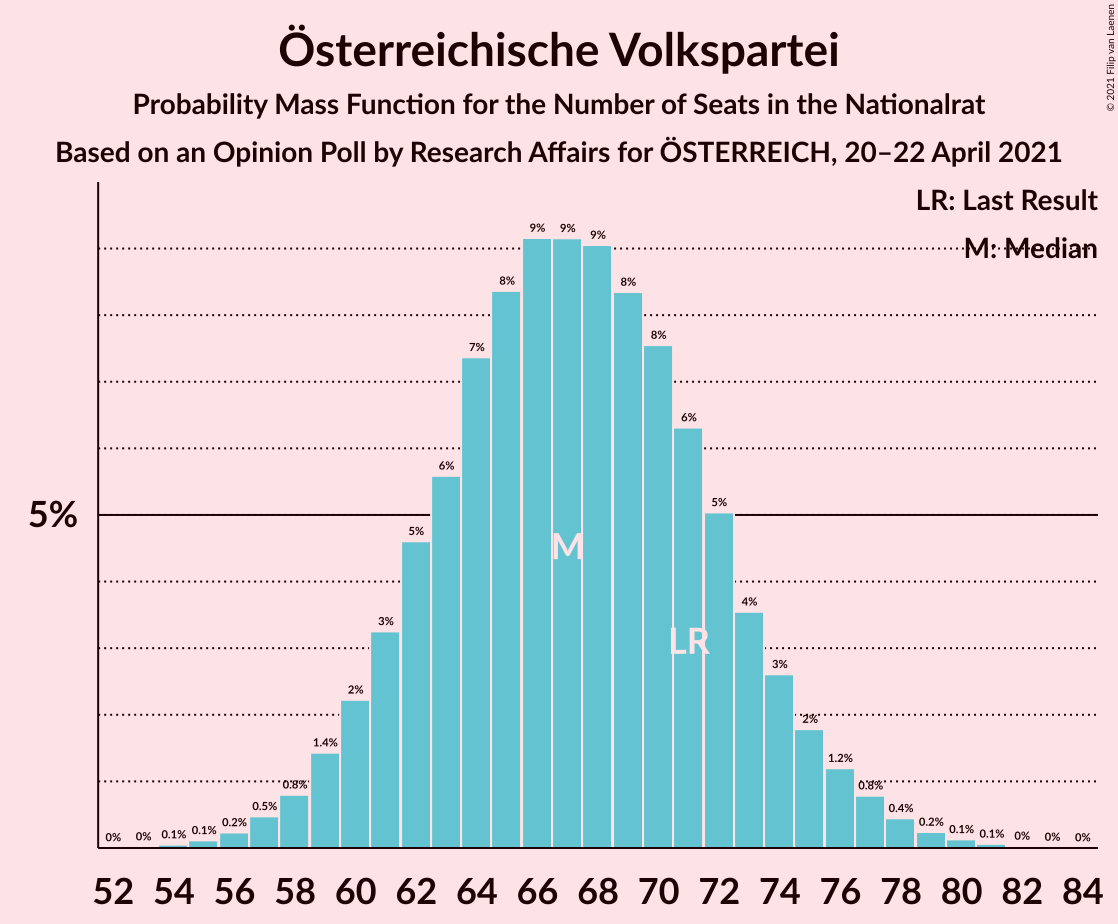 Österreichische Volkspartei
Probability Mass Function for the Number of Seats in the Nationalrat
Based on an Opinion Poll by Research Affairs for ÖSTERREICH, 20–22 April 2021
© 2021 Filip van Laenen
LR: Last Result
M: Median
5%
0% 0% 0.1% 0.1% 0.2% 0.5% 0.8% 1.4% 2% 3% 5% 6% 7% 8% 9% 9% 9% 8% 8% 6% 5% 4% 3% 2% 1.2% 0.8% 0.4% 0.2% 0.1% 0.1% 0% 0% 0%
M
LR
52 54 56 58 60 62 64 66 68 70 72 74 76 78 80 82 84